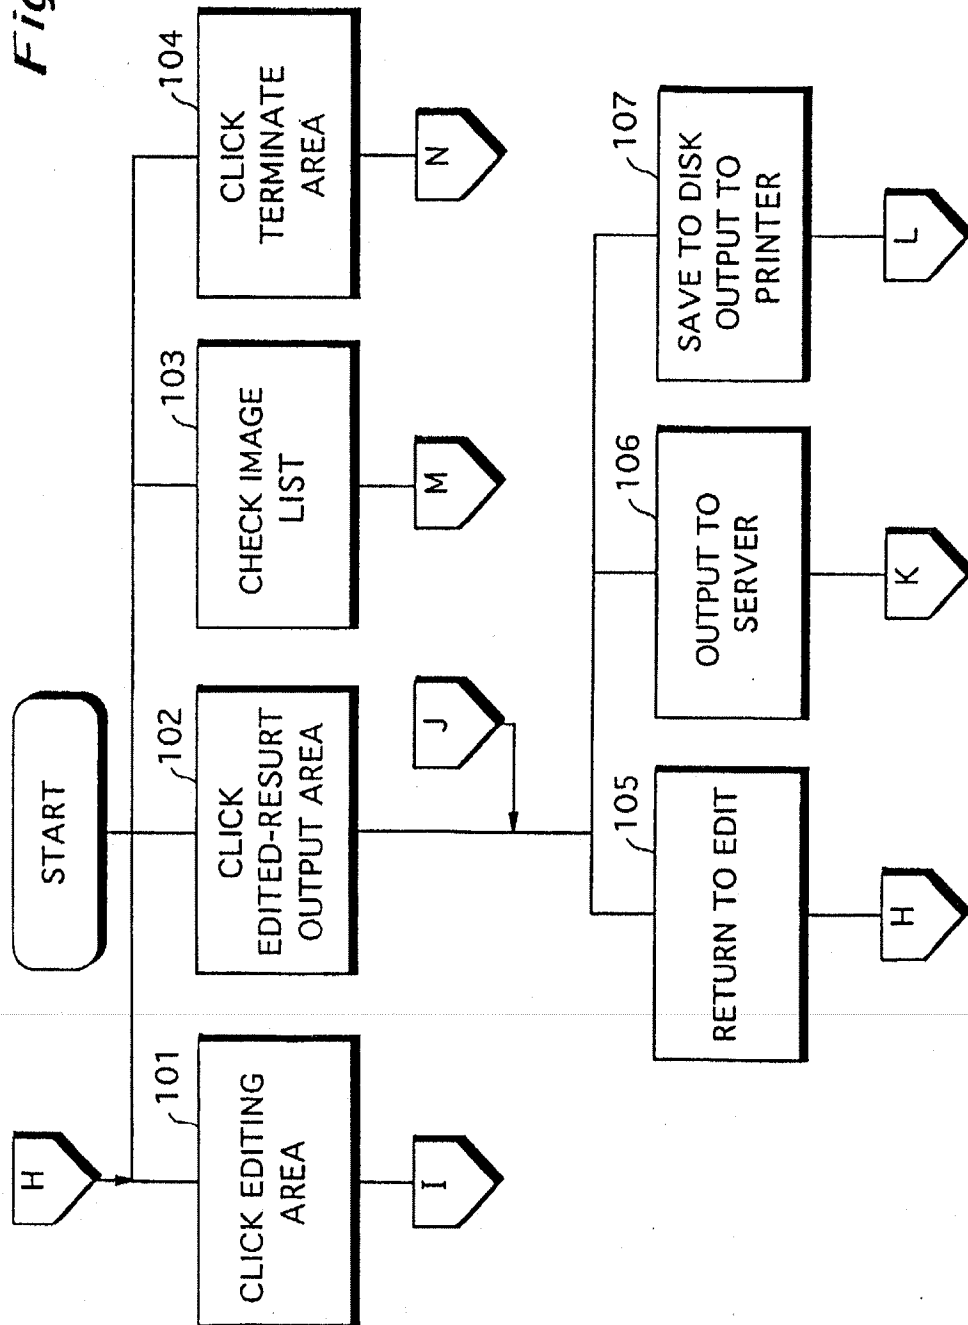 Fig
START
H
101
CLICK EDITING
AREA
I
102
CLICK
EDITED-RESURT
OUTPUT AREA
J
103
CHECK IMAGE
LIST
M
104
CLICK
TERMINATE
AREA
N
105
RETURN TO EDIT
H
106
OUTPUT TO
SERVER
K
107
SAVE TO DISK
OUTPUT TO
PRINTER
L